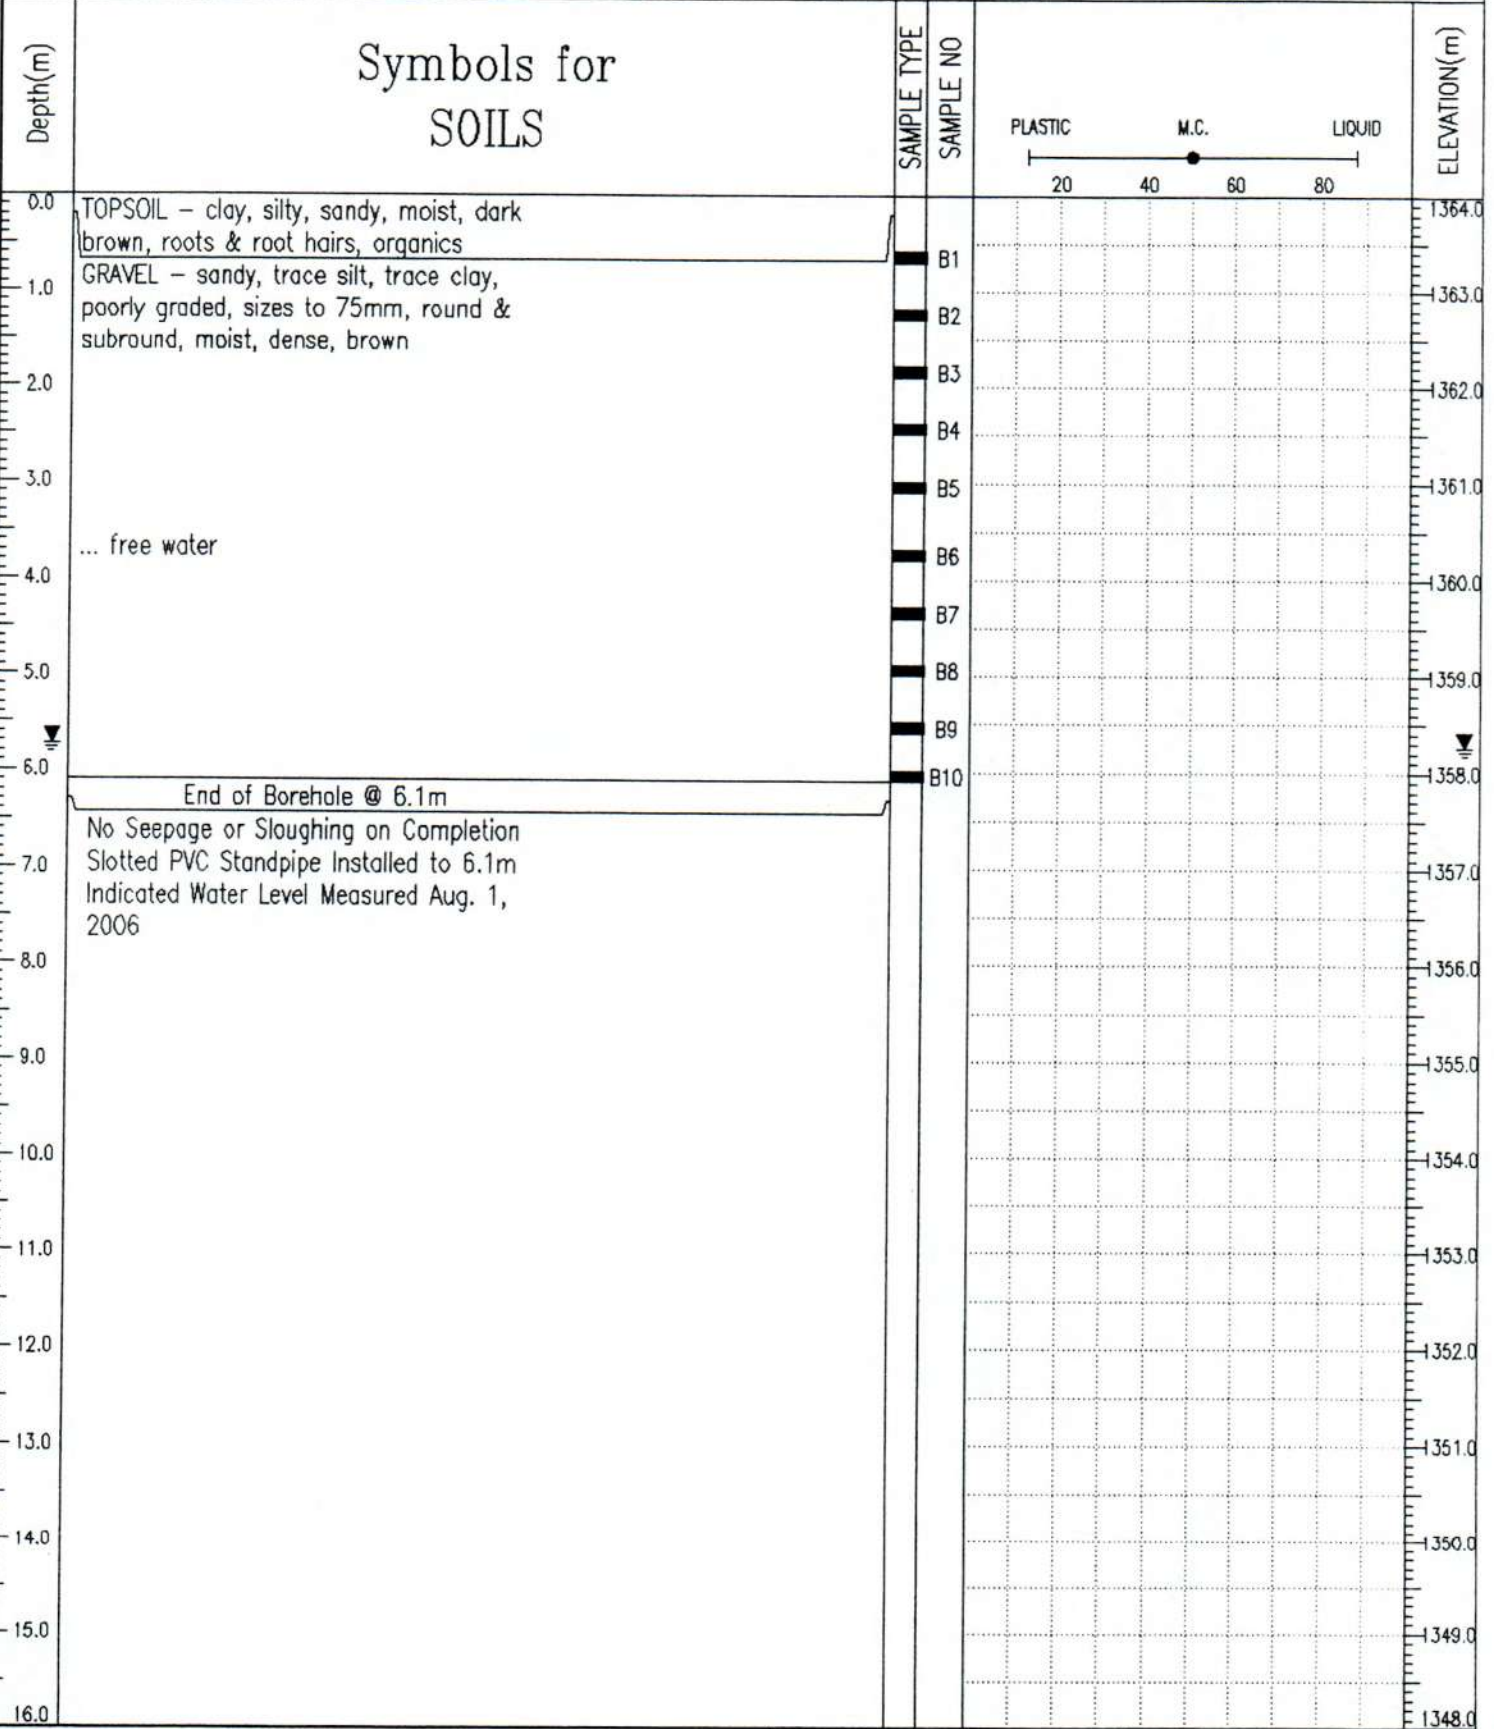 Depth(m)
Symbols for
SOILS
SAMPLE TYPE
SAMPLE NO
PLASTIC M.C. LIQUID
20 40 60 80
ELEVATION(m)
0.0
TOPSOIL – clay, silty, sandy, moist, dark
brown, roots & root hairs, organics
GRAVEL – sandy, trace silt, trace clay,
poorly graded, sizes to 75mm, round &
subround, moist, dense, brown
... free water
End of Borehole @ 6.1m
No Seepage or Sloughing on Completion
Slotted PVC Standpipe Installed to 6.1m
Indicated Water Level Measured Aug. 1,
2006
1.0
2.0
3.0
4.0
5.0
6.0
7.0
8.0
9.0
10.0
11.0
12.0
13.0
14.0
15.0
16.0
B1
B2
B3
B4
B5
B6
B7
B8
B9
B10
1364.0
1363.0
1362.0
1361.0
1360.0
1359.0
1358.0
1357.0
1356.0
1355.0
1354.0
1353.0
1352.0
1351.0
1350.0
1349.0
1348.0